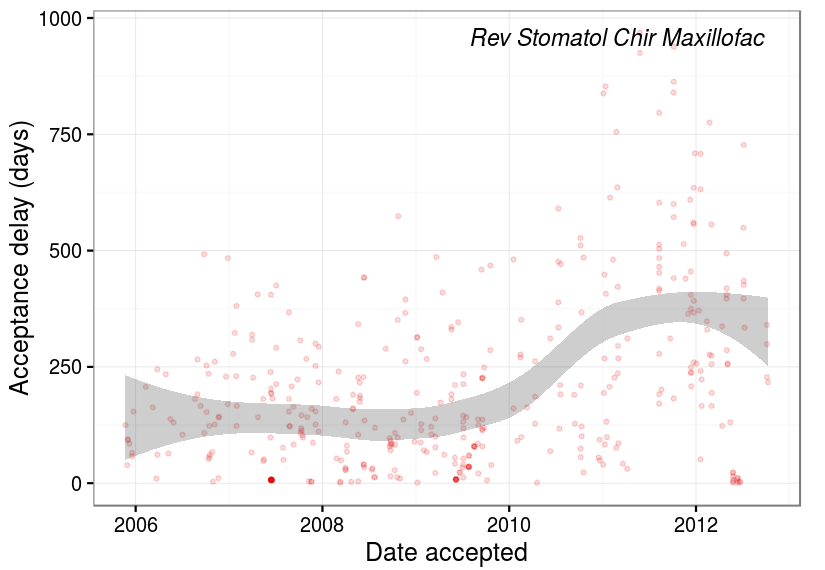 Rev Stomatol Chir Maxillofac
1000
750
500
250
0
Acceptance delay (days)
2006 2008 2010 2012
Date accepted